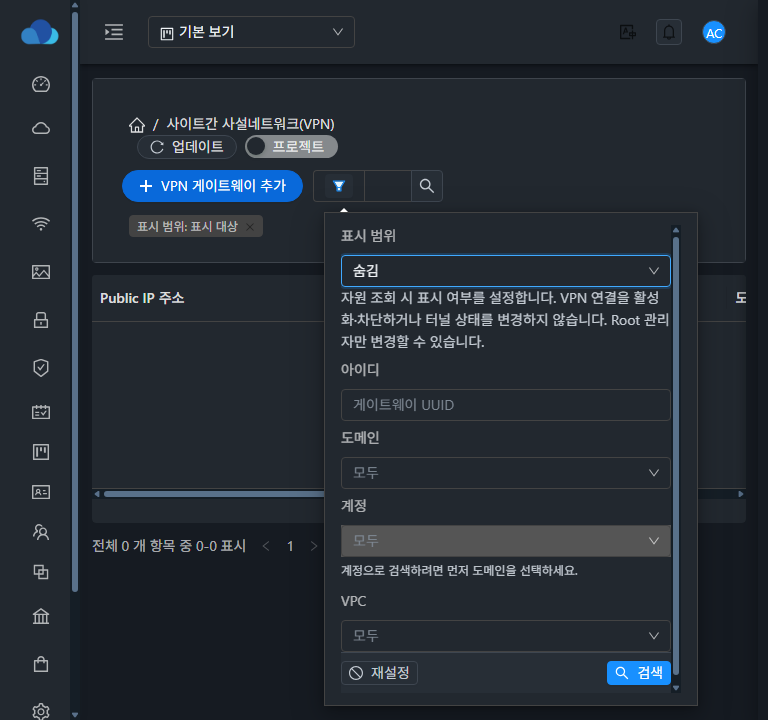 기본 보기
AC
/ 사이트간 사설네트워크(VPN)
업데이트
프로젝트
VPN 게이트웨이 추가
표시 범위: 표시 대상
표시 범위
숨김
자원 조회 시 표시 여부를 설정합니다. VPN 연결을 활성
화·차단하거나 터널 상태를 변경하지 않습니다. Root 관리
자만 변경할 수 있습니다.
아이디
게이트웨이 UUID
도메인
모두
계정
모두
계정으로 검색하려면 먼저 도메인을 선택하세요.
VPC
모두
재설정
검색
Public IP 주소
전체 0 개 항목 중 0-0 표시
1